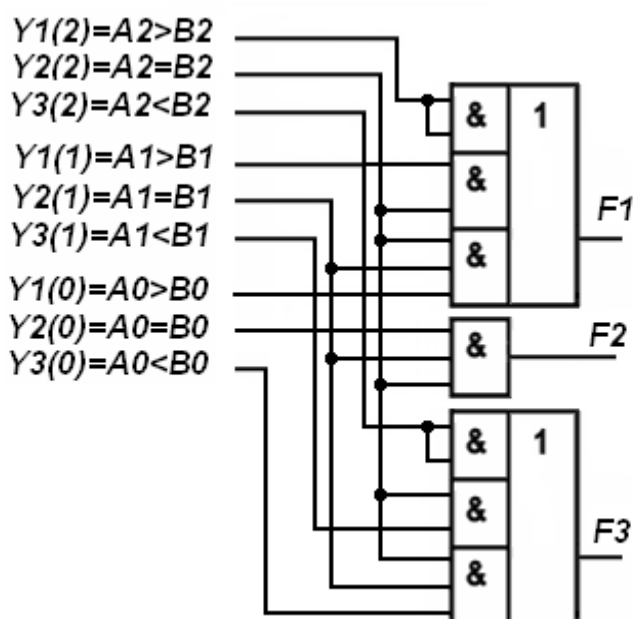 Y1(2)=A2>B2
Y2(2)=A2=B2
Y3(2)=A2<B2
Y1(1)=A1>B1
Y2(1)=A1=B1
Y3(1)=A1<B1
Y1(0)=A0>B0
Y2(0)=A0=B0
Y3(0)=A0<B0
& 1
&
&
F1
&
F2
& 1
&
&
F3